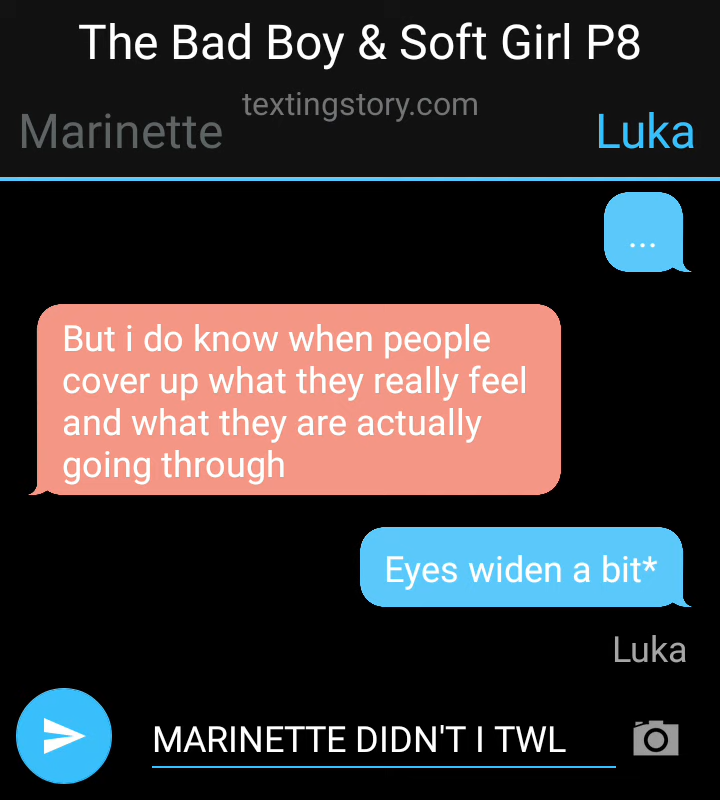 The Bad Boy & Soft Girl P8
textingstory.com
Marinette
Luka
...
But i do know when people
cover up what they really feel
and what they are actually
going through
Eyes widen a bit*
Luka
MARINETTE DIDN'T I TWL